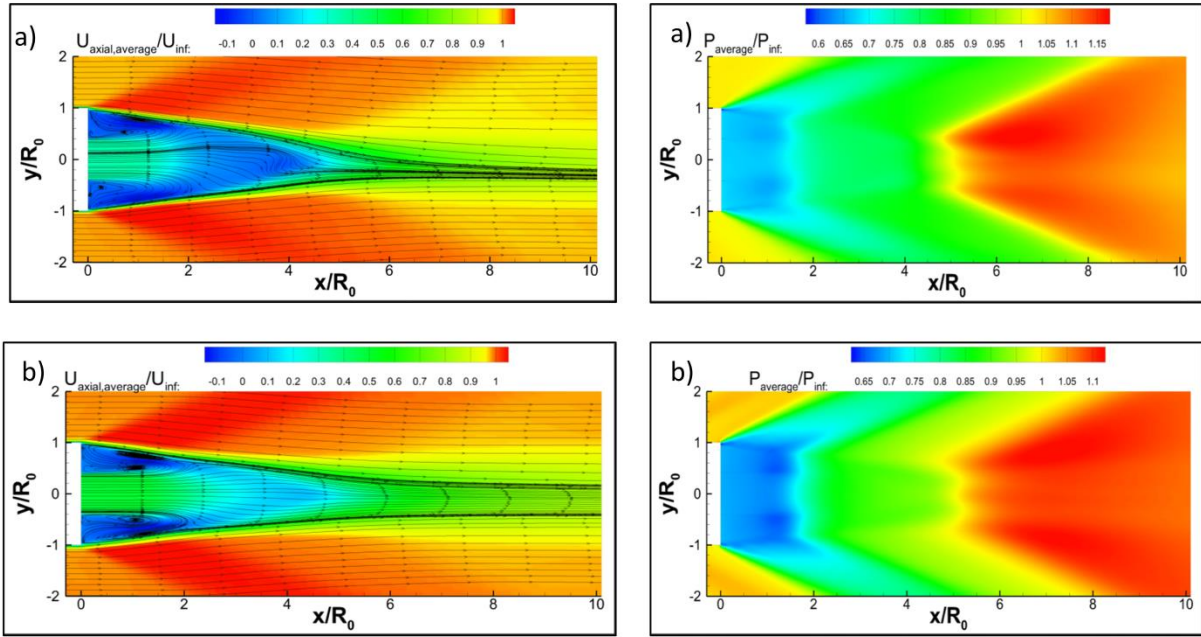 a)
U_axial,average/U_inf:
-0.1 0 0.1 0.2 0.3 0.4 0.5 0.6 0.7 0.8 0.9 1
y/R_0
2
1
0
-1
-2
0 2 4 6 8 10
x/R_0
a)
P_average/P_inf:
0.6 0.65 0.7 0.75 0.8 0.85 0.9 0.95 1 1.05 1.1 1.15
y/R_0
2
1
0
-1
-2
0 2 4 6 8 10
x/R_0
b)
U_axial,average/U_inf:
-0.1 0 0.1 0.2 0.3 0.4 0.5 0.6 0.7 0.8 0.9 1
y/R_0
2
1
0
-1
-2
0 2 4 6 8 10
x/R_0
b)
P_average/P_inf:
0.65 0.7 0.75 0.8 0.85 0.9 0.95 1 1.05 1.1
y/R_0
2
1
0
-1
-2
0 2 4 6 8 10
x/R_0